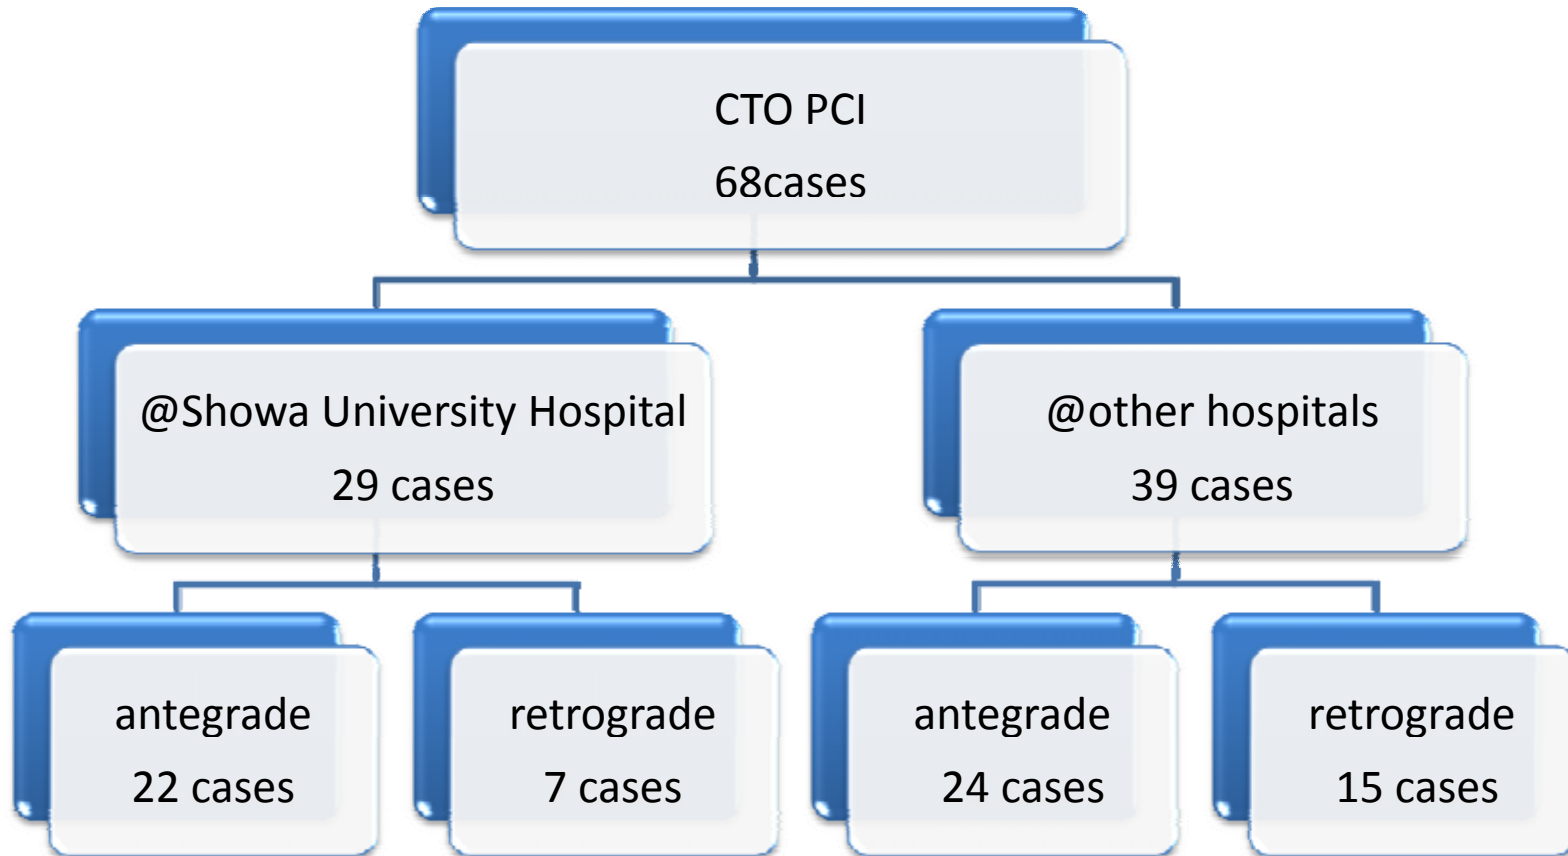 CTO PCI
68cases
@Showa University Hospital
29 cases
@other hospitals
39 cases
antegrade
22 cases
retrograde
7 cases
antegrade
24 cases
retrograde
15 cases